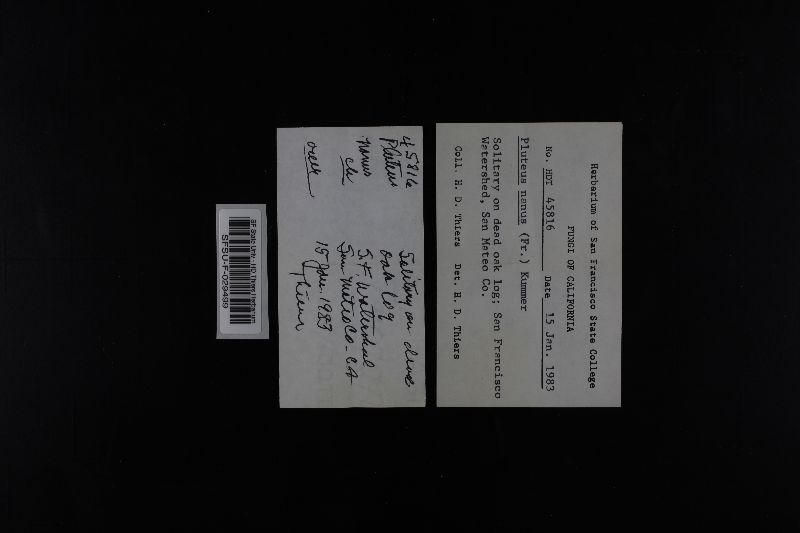 Herbarium of San Francisco State College
FUNGI OF CALIFORNIA
No. HDT 45816 Date 15 Jan. 1983
Pluteus nanus (Fr.) Kummer
Solitary on dead oak log; San Francisco
Watershed, San Mateo Co.
Coll. H. D. Thiers Det. H. D. Thiers
45816
Pluteus
nanus
Solitary on
oak log
S.F. Watershed
San Mateo Co - CA
15 Jan. 1983
Thiers
SF State Univ. HD Thiers Herbarium
SFSU-F-029499